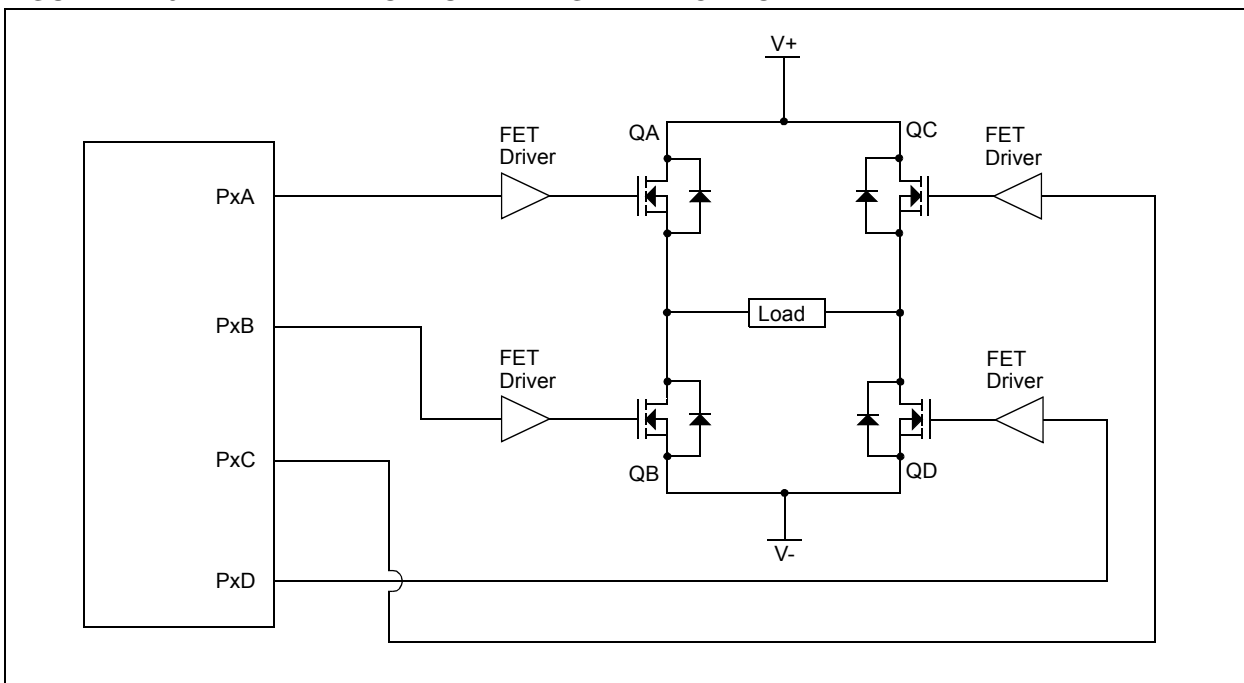 V+
QA
QC
FET
Driver
FET
Driver
PxA
Load
PxB
FET
Driver
FET
Driver
PxC
QB
QD
V-
PxD